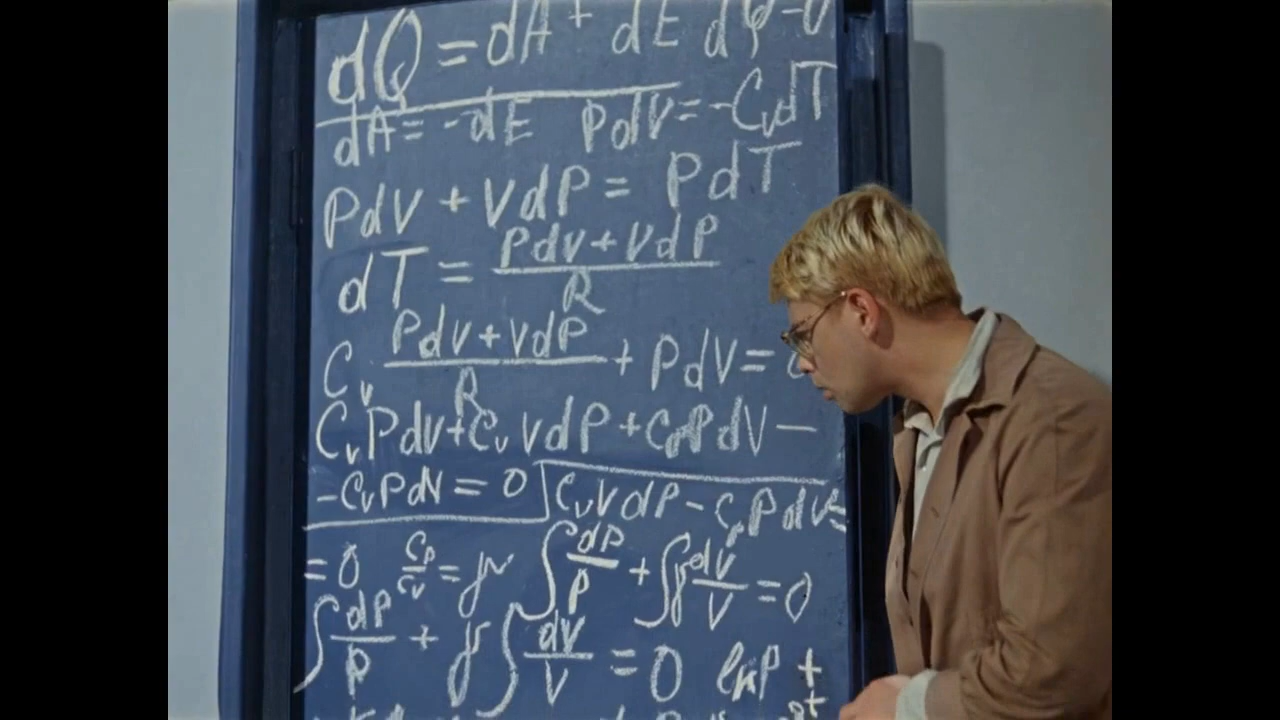 dQ = dA + dE dQ=0
dA = -dE PdV = -CvdT
PdV + VdP = PdT
dT = PdV + VdP / R
Cv PdV + VdP / R + PdV =
CvPdV + CvVdP + CpPdV -
-CvPdV = 0 CvVdP - CpPdV =
= 0 Cp/Cv = γ ∫ dP/P + ∫ γ dV/V = 0
∫ dP/P + γ ∫ dV/V = 0 lnP +